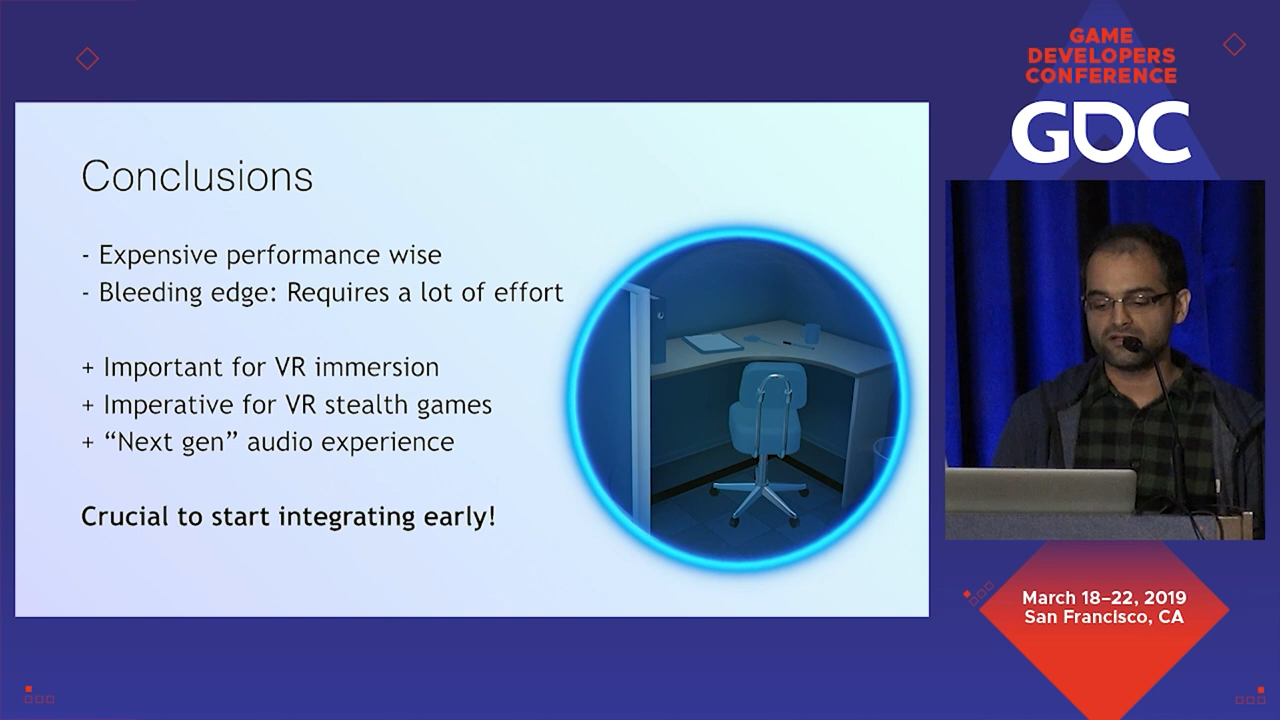 GAME
DEVELOPERS
CONFERENCE
GDC
Conclusions
- Expensive performance wise
- Bleeding edge: Requires a lot of effort
+ Important for VR immersion
+ Imperative for VR stealth games
+ “Next gen” audio experience
Crucial to start integrating early!
March 18–22, 2019
San Francisco, CA